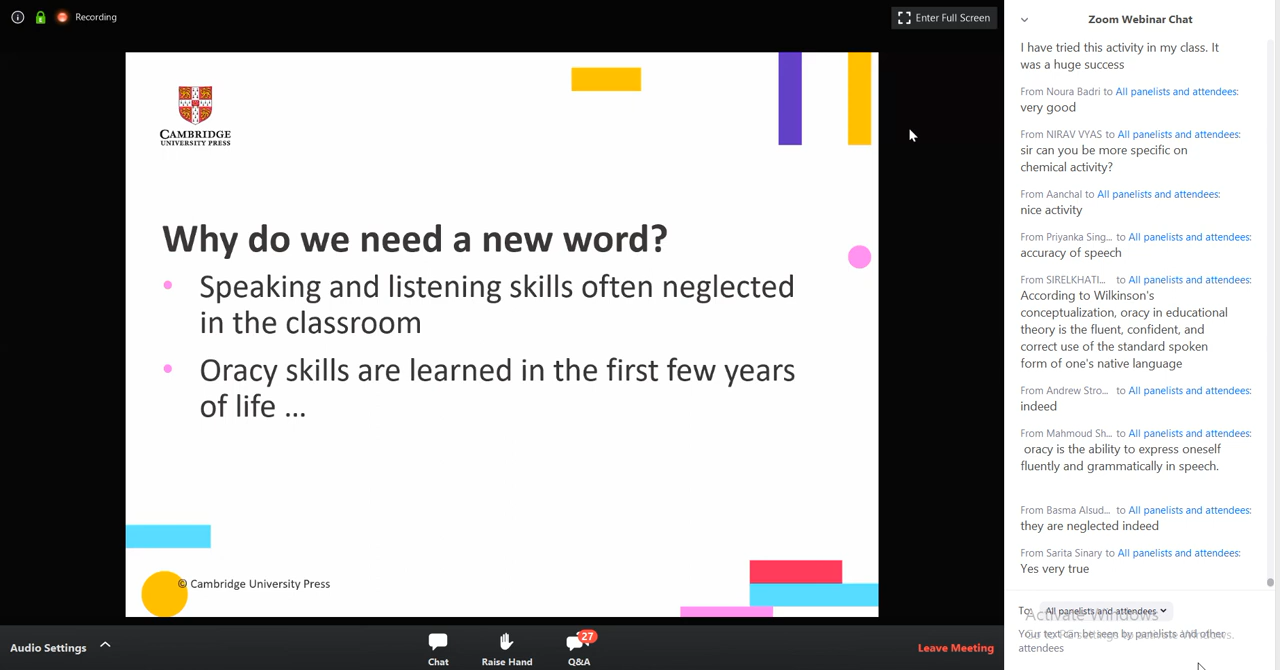 Recording
Enter Full Screen
CAMBRIDGE
UNIVERSITY PRESS
Why do we need a new word?
• Speaking and listening skills often neglected
in the classroom
• Oracy skills are learned in the first few years
of life ...
© Cambridge University Press
Audio Settings
Chat
Raise Hand
27
Q&A
Leave Meeting
Zoom Webinar Chat
I have tried this activity in my class. It
was a huge success
From Noura Badri to All panelists and attendees:
very good
From NIRAV VYAS to All panelists and attendees:
sir can you be more specific on
chemical activity?
From Aanchal to All panelists and attendees:
nice activity
From Priyanka Sing... to All panelists and attendees:
accuracy of speech
From SIRELKHATI... to All panelists and attendees:
According to Wilkinson's
conceptualization, oracy in educational
theory is the fluent, confident, and
correct use of the standard spoken
form of one's native language
From Andrew Stro... to All panelists and attendees:
indeed
From Mahmoud Sh... to All panelists and attendees:
oracy is the ability to express oneself
fluently and grammatically in speech.
From Basma Alsud... to All panelists and attendees:
they are neglected indeed
From Sarita Sinary to All panelists and attendees:
Yes very true
To: All panelists and attendees
Activate Windows
Your text can be seen by panelists and other
attendees